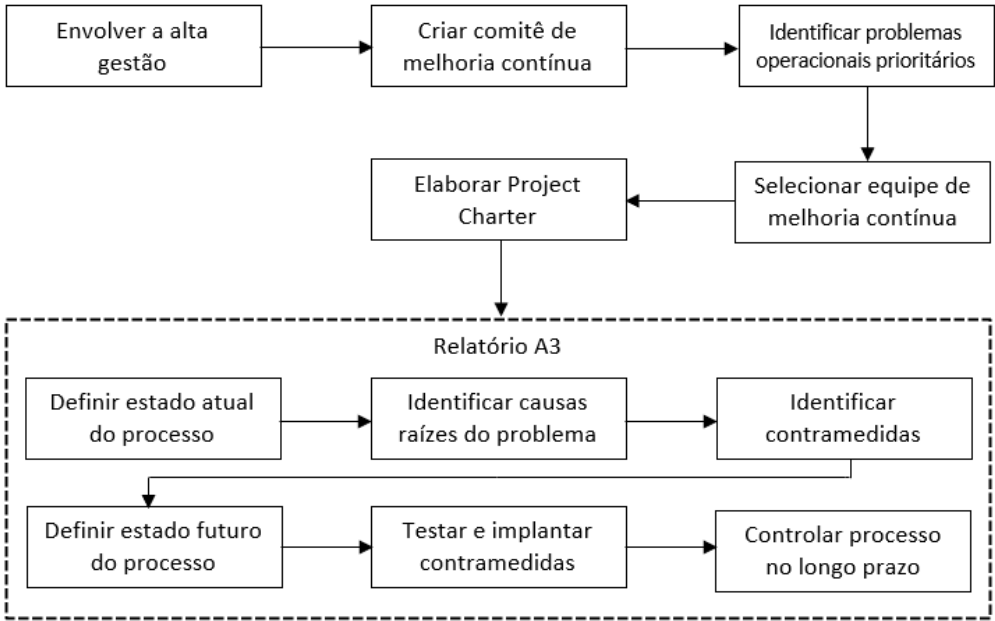 Envolver a alta
gestão
Criar comitê de
melhoria contínua
Identificar problemas
operacionais prioritários
Selecionar equipe de
melhoria contínua
Elaborar Project
Charter
Relatório A3
Definir estado atual
do processo
Identificar causas
raízes do problema
Identificar
contramedidas
Definir estado futuro
do processo
Testar e implantar
contramedidas
Controlar processo
no longo prazo